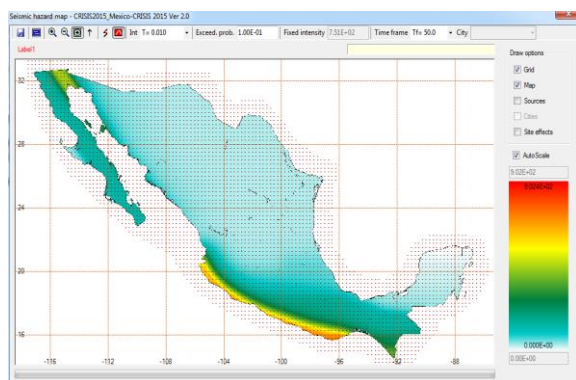 Seismic hazard map - CRISIS2015_Mexico-CRISIS 2015 Ver 2.0
Int T= 0.010 Exceed. prob. 1.00E-01 Fixed intensity 7.51E+02 Time frame Tf= 50.0 City
Label1
Draw options
Grid
Map
Sources
Cities
Site effects
AutoScale
9.02E+02
9.024E+02
0.000E+00
0.00E+00
32
28
24
20
16
-116 -112 -108 -104 -100 -96 -92 -88